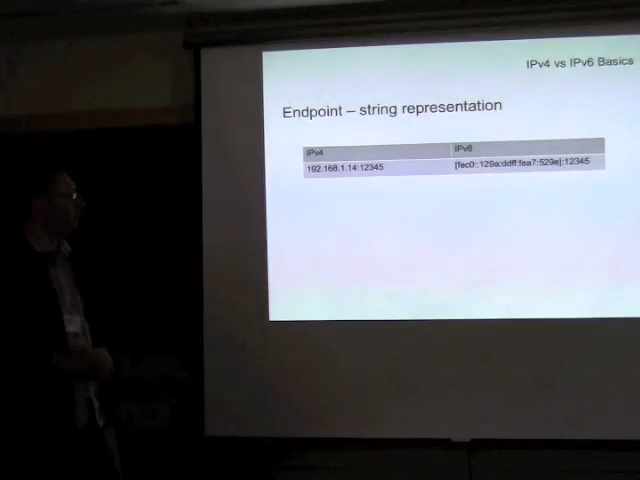 IPv4 vs IPv6 Basics
Endpoint – string representation
IPv4 IPv6
192.168.1.14:12345 [fec0::129a:ddff:fea7:529e]:12345